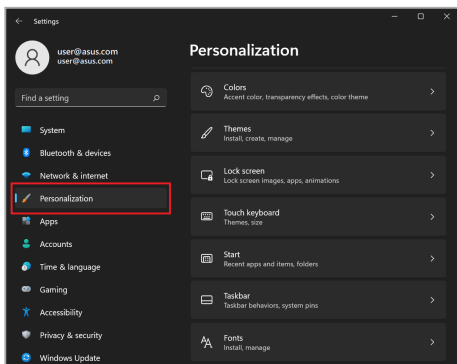 Settings
user@asus.com
user@asus.com
Find a setting
System
Bluetooth & devices
Network & internet
Personalization
Apps
Accounts
Time & language
Gaming
Accessibility
Privacy & security
Windows Update
Personalization
Colors
Accent color, transparency effects, color theme
Themes
Install, create, manage
Lock screen
Lock screen images, apps, animations
Touch keyboard
Themes, size
Start
Recent apps and items, folders
Taskbar
Taskbar behaviors, system pins
Fonts
Install, manage